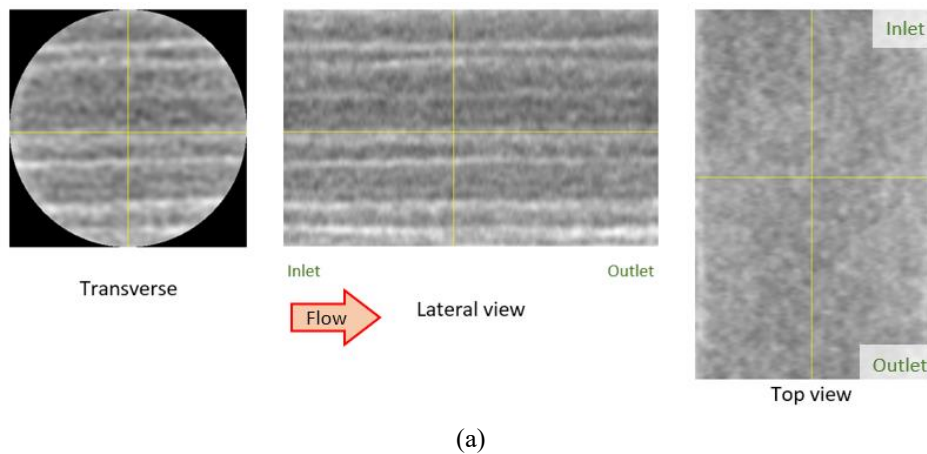 Transverse
Inlet
Outlet
Flow
Lateral view
Inlet
Outlet
Top view
(a)